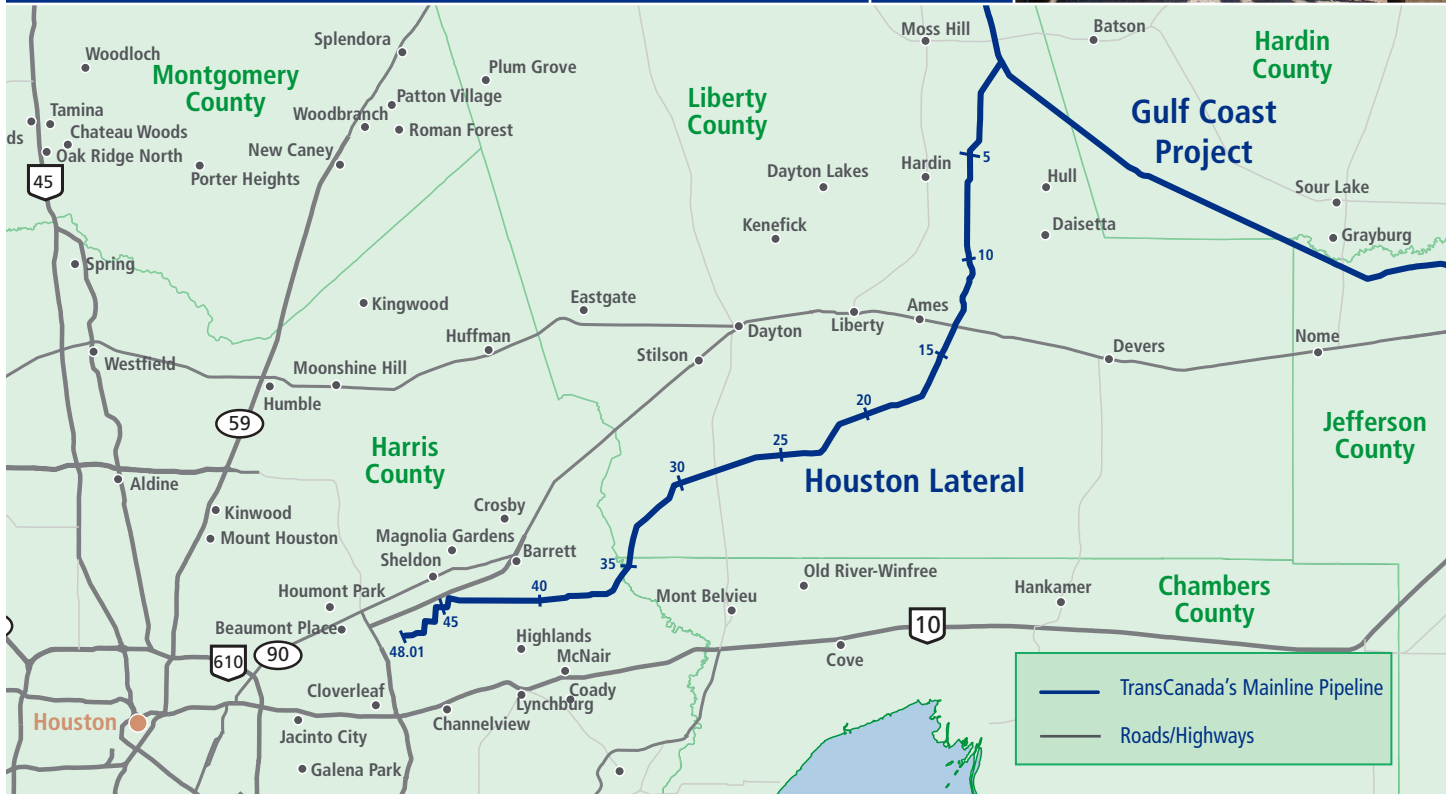 Splendora
Moss Hill
Batson
Hardin
County
Woodloch
Montgomery
County
Plum Grove
Liberty
County
Patton Village
Gulf Coast
Project
Tamina
Woodbranch
ds
Chateau Woods
Roman Forest
Oak Ridge North
New Caney
5
Hardin
45
Porter Heights
Dayton Lakes
Hull
Sour Lake
Kenefick
Daisetta
Grayburg
10
Spring
Kingwood
Eastgate
Ames
Liberty
Dayton
Huffman
Nome
Devers
15
Stilson
Westfield
Moonshine Hill
Humble
20
59
Jefferson
County
Harris
County
25
30
Houston Lateral
Aldine
Crosby
Kinwood
Magnolia Gardens
Mount Houston
Sheldon
Barrett
35
Old River-Winfree
Houmont Park
40
Mont Belvieu
Hankamer
Chambers
County
45
Beaumont Place
10
Highlands
48.01
90
610
McNair
Cove
Cloverleaf
Coady
Lynchburg
Houston
Channelview
Jacinto City
Galena Park
TransCanada's Mainline Pipeline
Roads/Highways